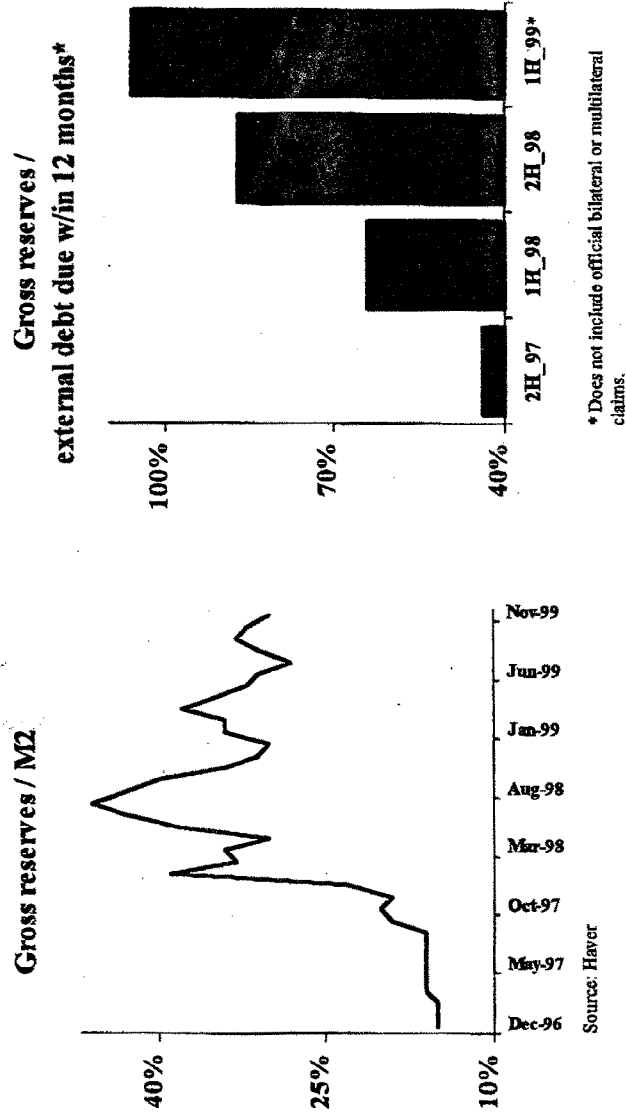 Gross reserves / M2
40%
25%
10%
Dec-96
May-97
Oct-97
Mar-98
Aug-98
Jan-99
Jun-99
Nov-99
Source: Haver
Gross reserves /
external debt due w/in 12 months*
100%
70%
40%
2H_97
1H_98
2H_98
1H_99*
* Does not include official bilateral or multilateral
claims.